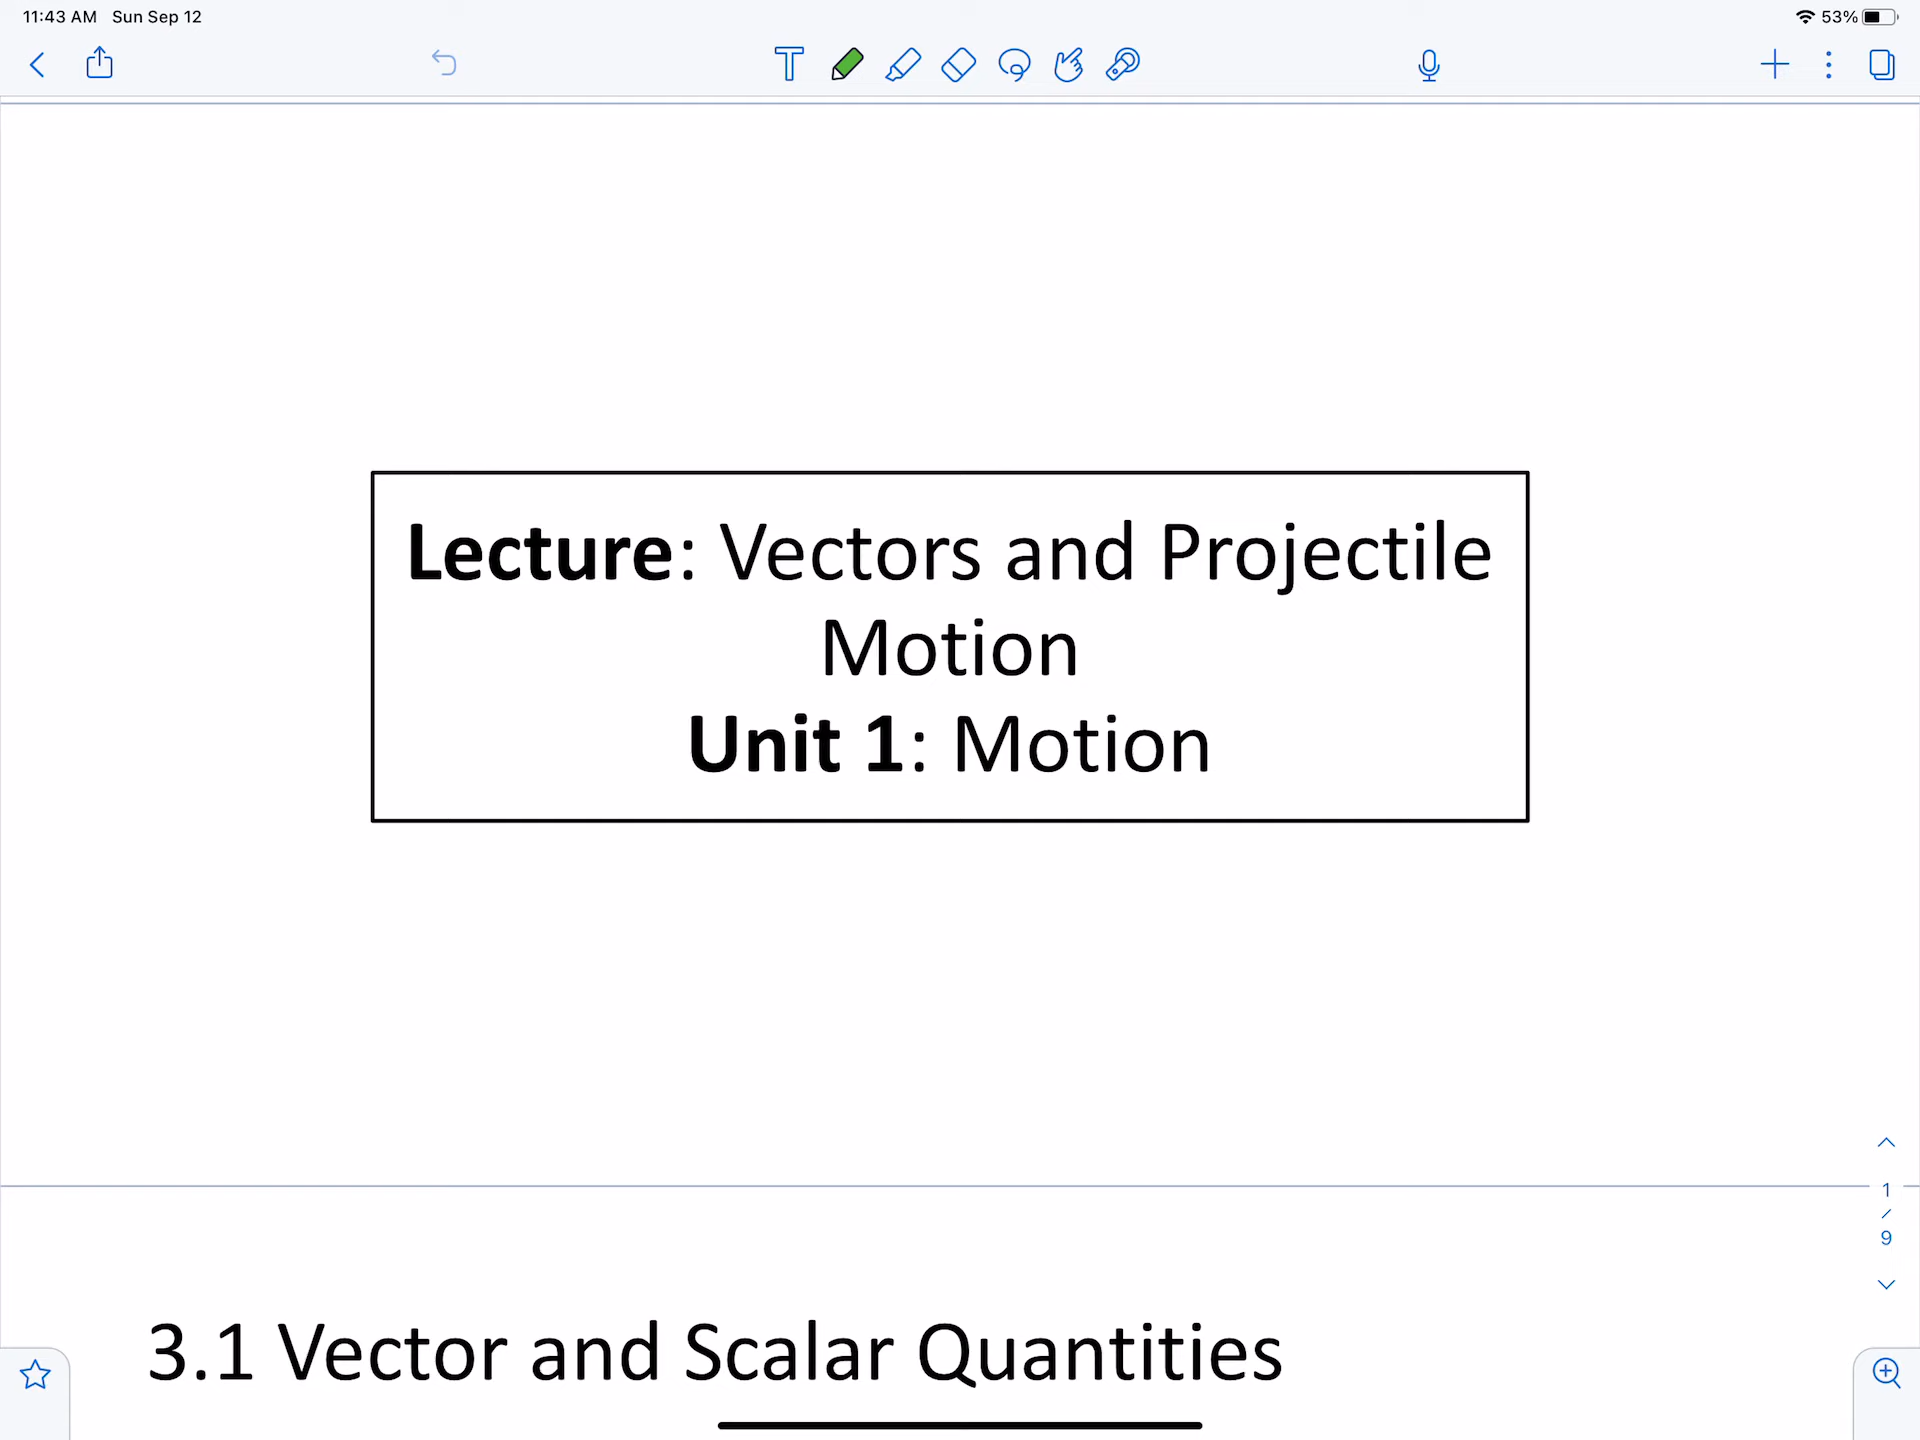 11:43 AM Sun Sep 12
53%
Lecture: Vectors and Projectile
Motion
Unit 1: Motion
1
/
9
3.1 Vector and Scalar Quantities